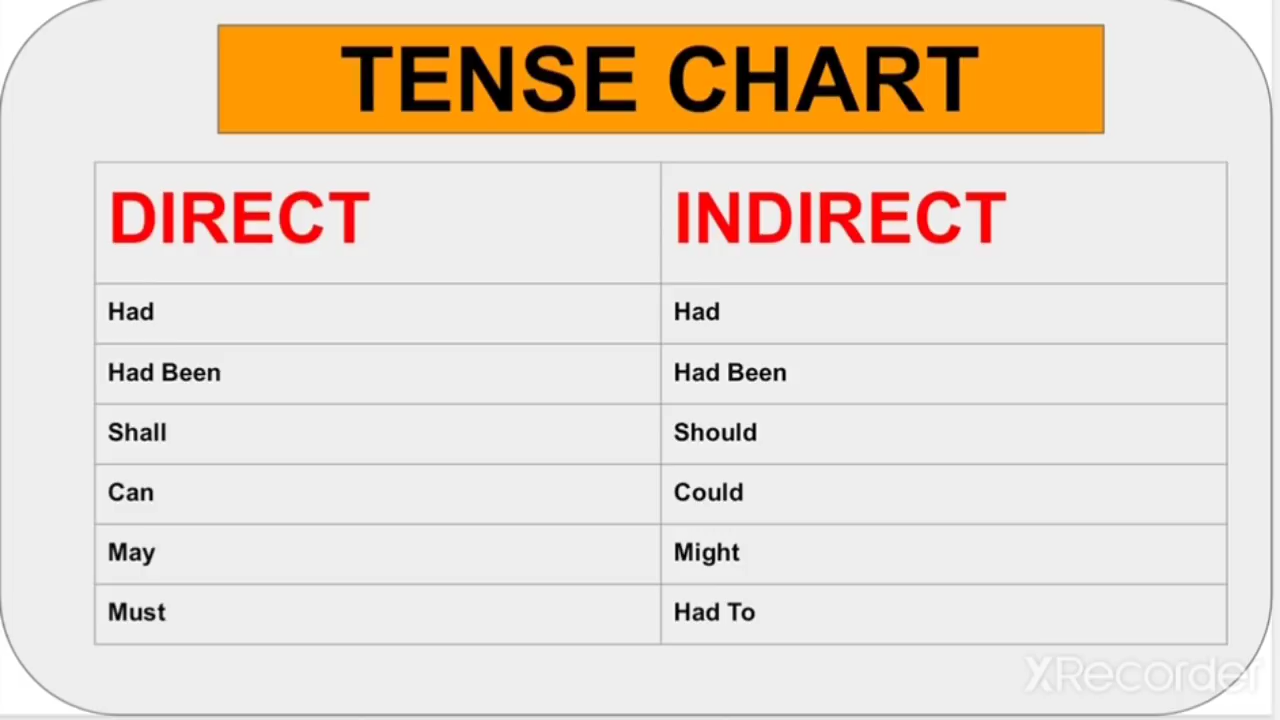 TENSE CHART
DIRECT INDIRECT
Had Had
Had Been Had Been
Shall Should
Can Could
May Might
Must Had To
XRecorder